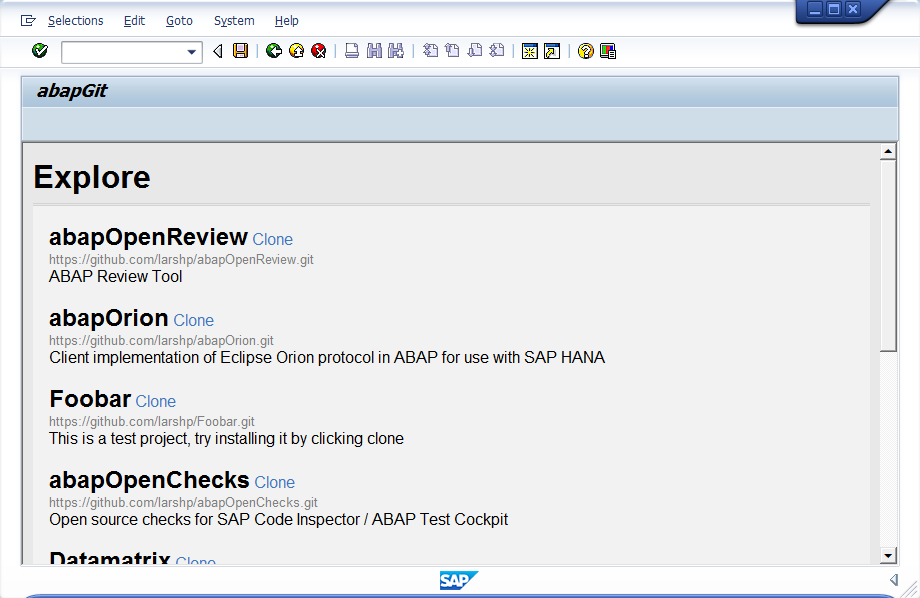 Selections Edit Goto System Help
abapGit
Explore
abapOpenReview Clone
https://github.com/larshp/abapOpenReview.git
ABAP Review Tool
abapOrion Clone
https://github.com/larshp/abapOrion.git
Client implementation of Eclipse Orion protocol in ABAP for use with SAP HANA
Foobar Clone
https://github.com/larshp/Foobar.git
This is a test project, try installing it by clicking clone
abapOpenChecks Clone
https://github.com/larshp/abapOpenChecks.git
Open source checks for SAP Code Inspector / ABAP Test Cockpit
Datamatrix Clone
SAP